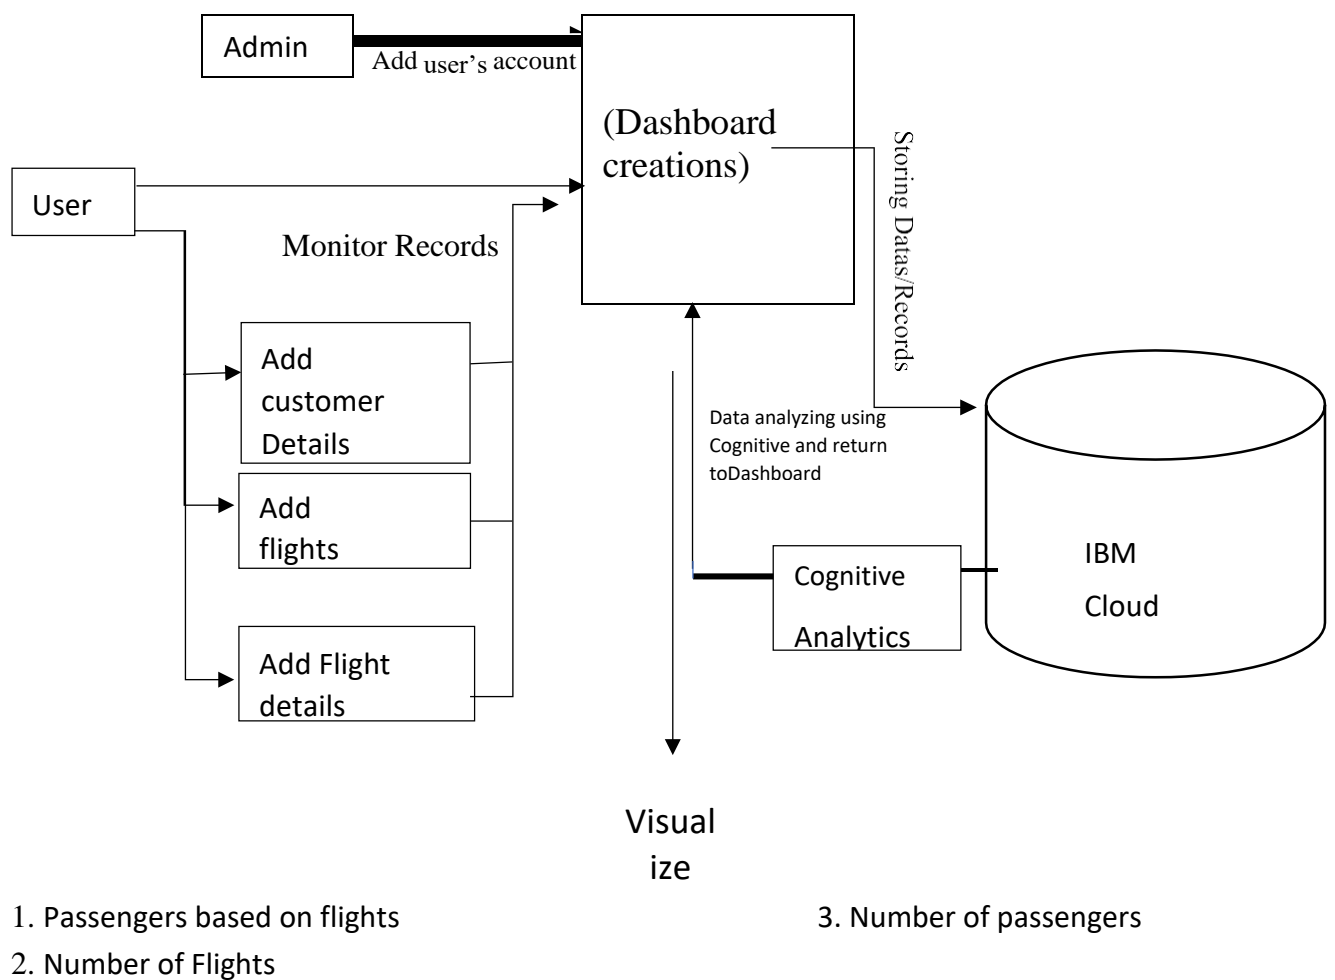 Admin
Add user's account
(Dashboard
creations)
Storing Datas/Records
User
Monitor Records
Add
customer
Details
Data analyzing using
Cognitive and return
toDashboard
Add
flights
Cognitive
Analytics
IBM
Cloud
Add Flight
details
Visual
ize
1. Passengers based on flights
2. Number of Flights
3. Number of passengers